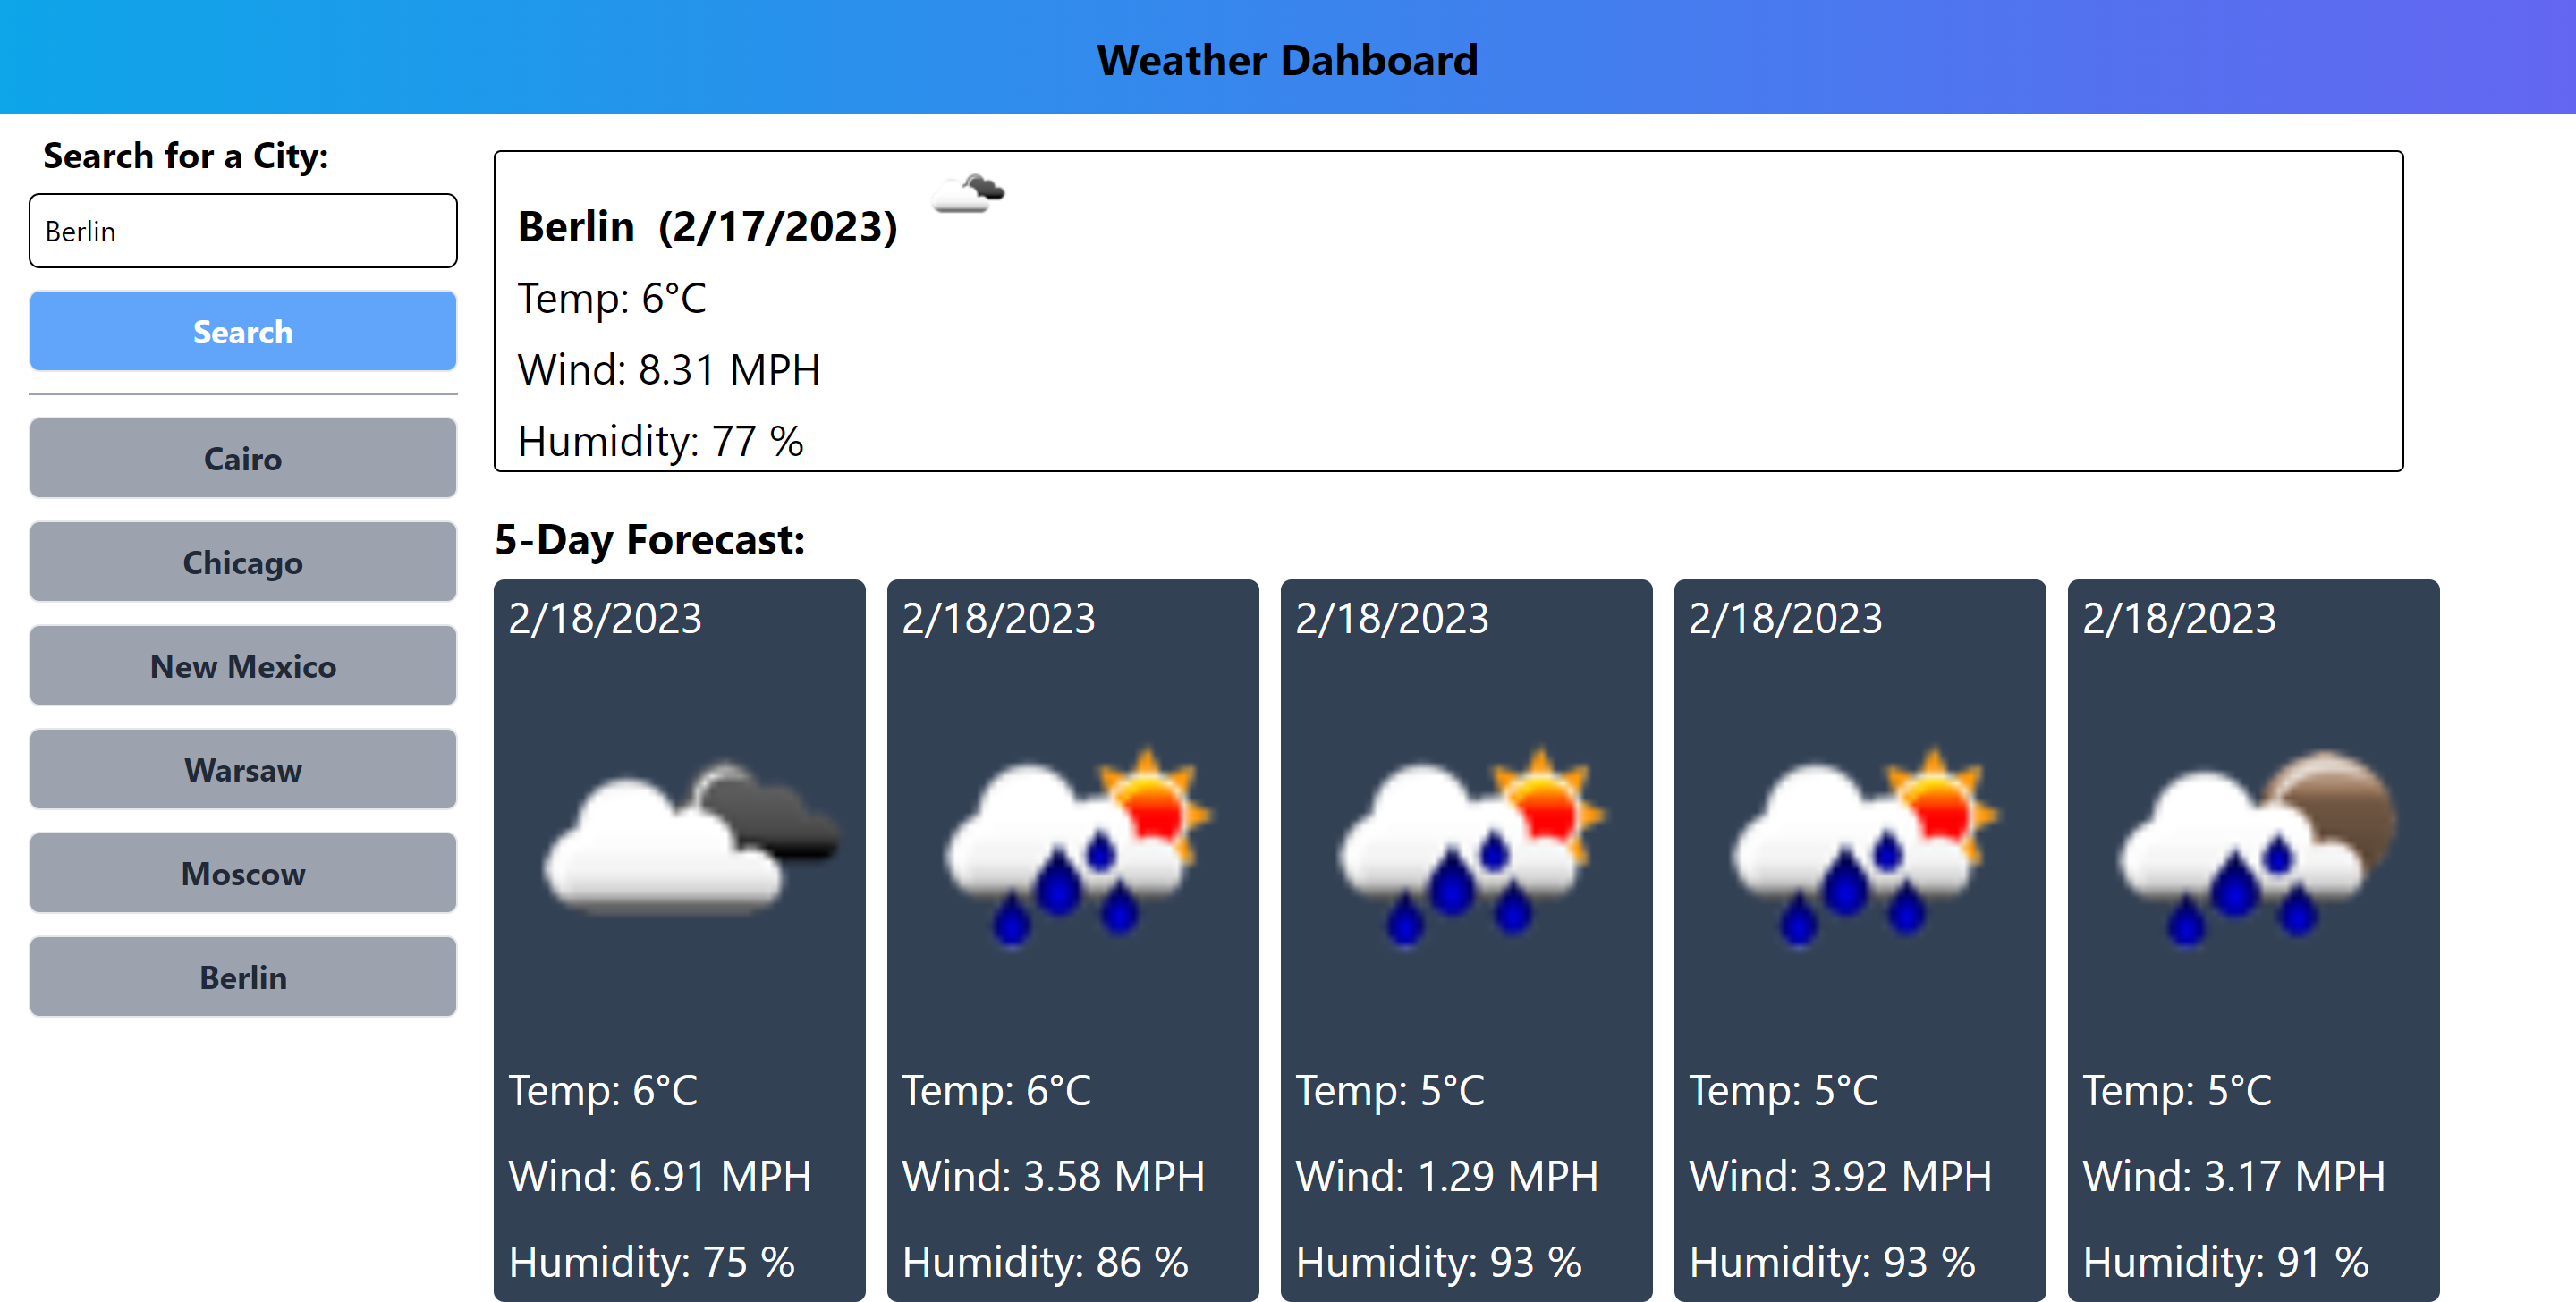 Weather Dahboard
Search for a City:
Berlin
Search
Cairo
Chicago
New Mexico
Warsaw
Moscow
Berlin
Berlin (2/17/2023)
Temp: 6°C
Wind: 8.31 MPH
Humidity: 77 %
5-Day Forecast:
2/18/2023
Temp: 6°C
Wind: 6.91 MPH
Humidity: 75 %
2/18/2023
Temp: 6°C
Wind: 3.58 MPH
Humidity: 86 %
2/18/2023
Temp: 5°C
Wind: 1.29 MPH
Humidity: 93 %
2/18/2023
Temp: 5°C
Wind: 3.92 MPH
Humidity: 93 %
2/18/2023
Temp: 5°C
Wind: 3.17 MPH
Humidity: 91 %